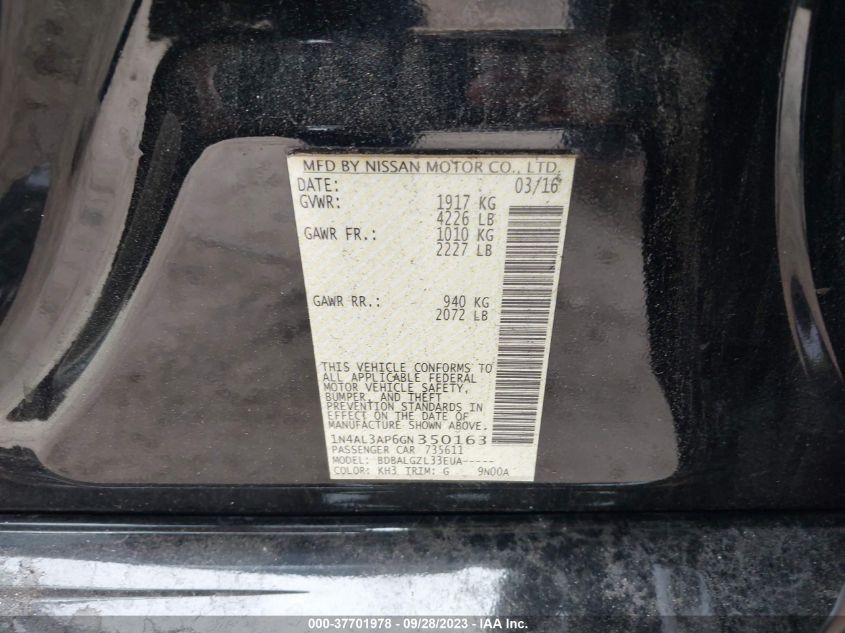 MFD BY NISSAN MOTOR CO., LTD.
DATE: 03/16
GVWR: 1917 KG
4226 LB
GAWR FR.: 1010 KG
2227 LB
GAWR RR.: 940 KG
2072 LB
THIS VEHICLE CONFORMS TO
ALL APPLICABLE FEDERAL
MOTOR VEHICLE SAFETY,
BUMPER, AND THEFT
PREVENTION STANDARDS IN
EFFECT ON THE DATE OF
MANUFACTURE SHOWN ABOVE.
1N4AL3AP6GN350163
PASSENGER CAR 735611
MODEL: BDBALGZL33EUA-----
COLOR: KH3 TRIM: G 9N00A
000-37701978 - 09/28/2023 - IAA Inc.